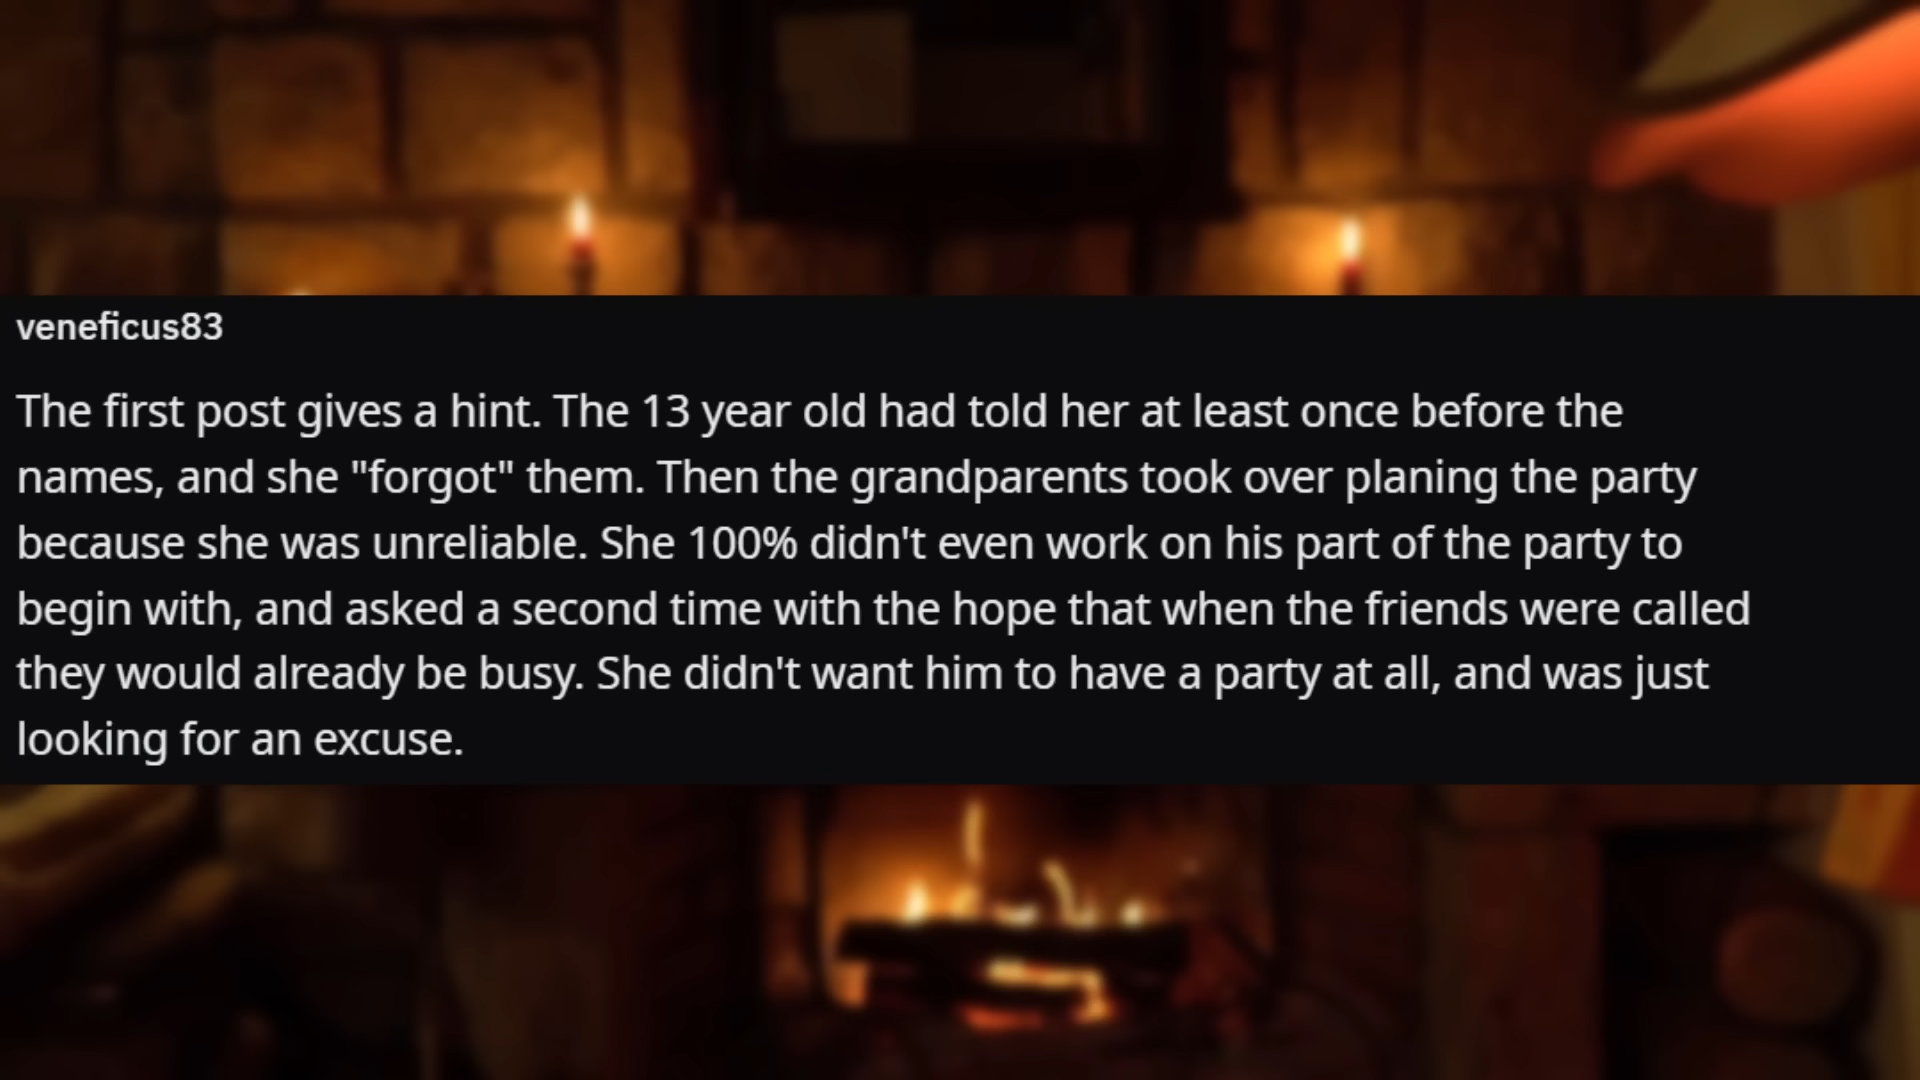 veneficus83
The first post gives a hint. The 13 year old had told her at least once before the
names, and she "forgot" them. Then the grandparents took over planing the party
because she was unreliable. She 100% didn't even work on his part of the party to
begin with, and asked a second time with the hope that when the friends were called
they would already be busy. She didn't want him to have a party at all, and was just
looking for an excuse.